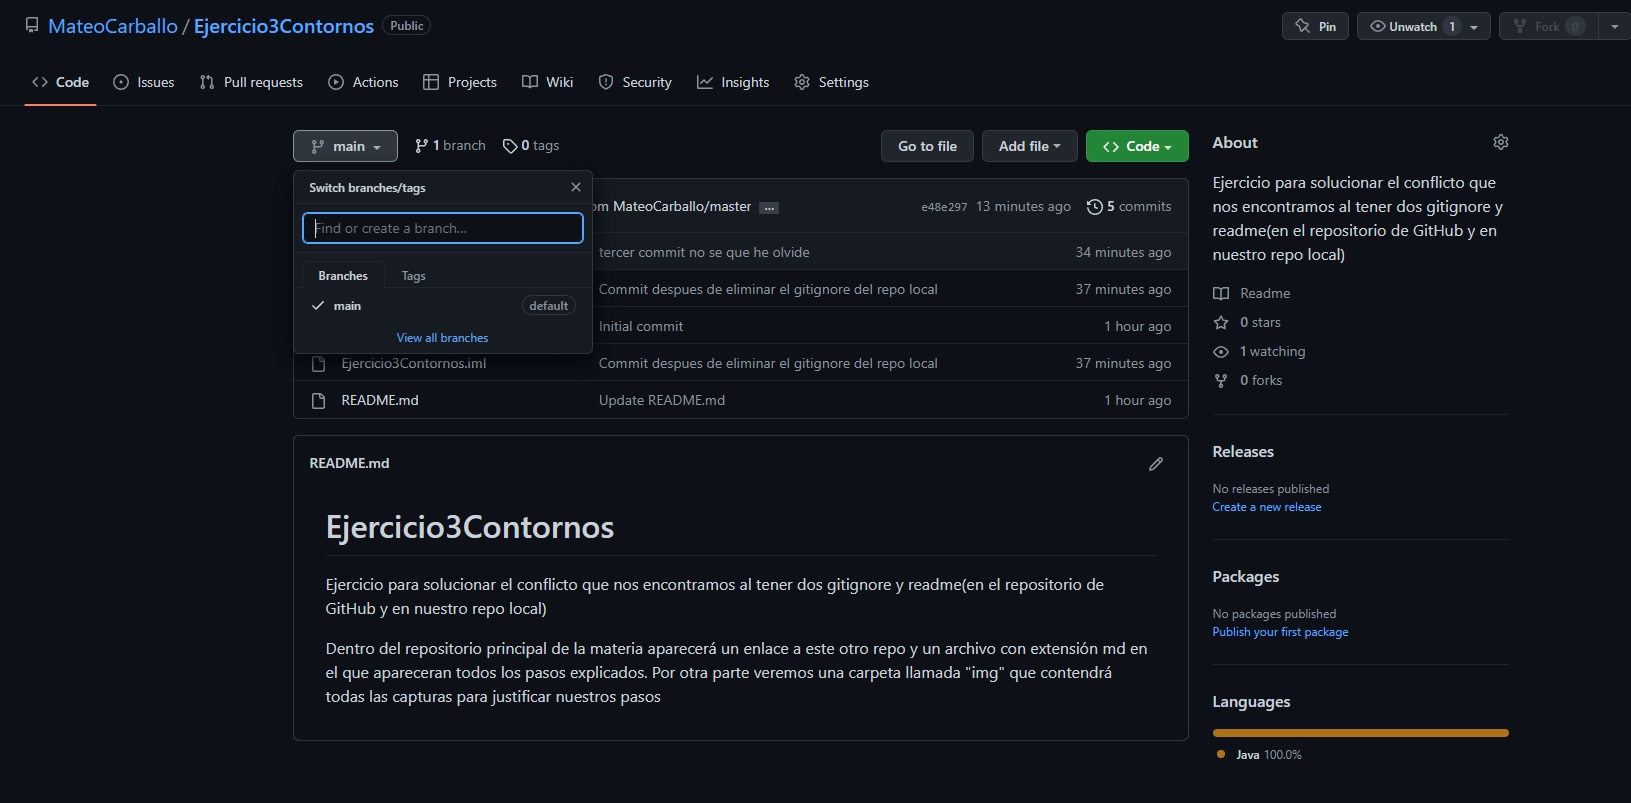 MateoCarballo / Ejercicio3Contornos Public
Pin
Unwatch 1
Fork 0
Code
Issues
Pull requests
Actions
Projects
Wiki
Security
Insights
Settings
main
1 branch
0 tags
Go to file
Add file
Code
Switch branches/tags
Find or create a branch...
Branches
Tags
main default
View all branches
om MateoCarballo/master ...
e48e297 13 minutes ago
5 commits
tercer commit no se que he olvide 34 minutes ago
Commit despues de eliminar el gitignore del repo local 37 minutes ago
Initial commit 1 hour ago
Ejercicio3Contornos.iml Commit despues de eliminar el gitignore del repo local 37 minutes ago
README.md Update README.md 1 hour ago
README.md
Ejercicio3Contornos
Ejercicio para solucionar el conflicto que nos encontramos al tener dos gitignore y readme(en el repositorio de
GitHub y en nuestro repo local)
Dentro del repositorio principal de la materia aparecerá un enlace a este otro repo y un archivo con extensión md en
el que apareceran todos los pasos explicados. Por otra parte veremos una carpeta llamada "img" que contendrá
todas las capturas para justificar nuestros pasos
About
Ejercicio para solucionar el conflicto que
nos encontramos al tener dos gitignore y
readme(en el repositorio de GitHub y en
nuestro repo local)
Readme
0 stars
1 watching
0 forks
Releases
No releases published
Create a new release
Packages
No packages published
Publish your first package
Languages
Java 100.0%